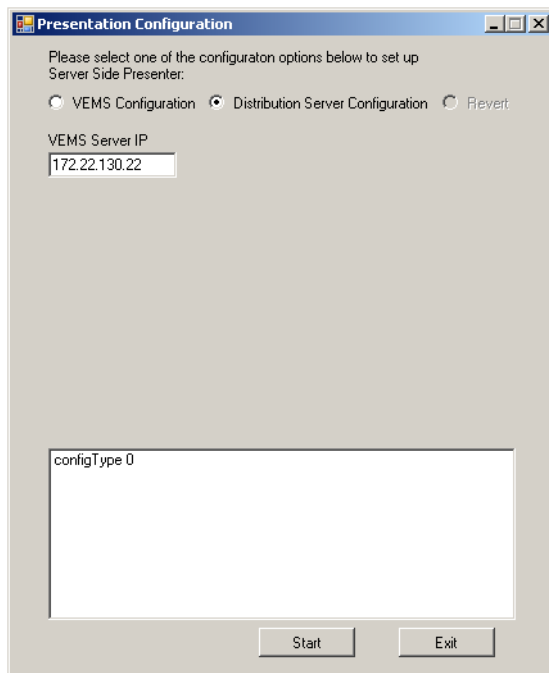 Presentation Configuration
Please select one of the configuraton options below to set up
Server Side Presenter:
VEMS Configuration Distribution Server Configuration Revert
VEMS Server IP
172.22.130.22
configType 0
Start Exit